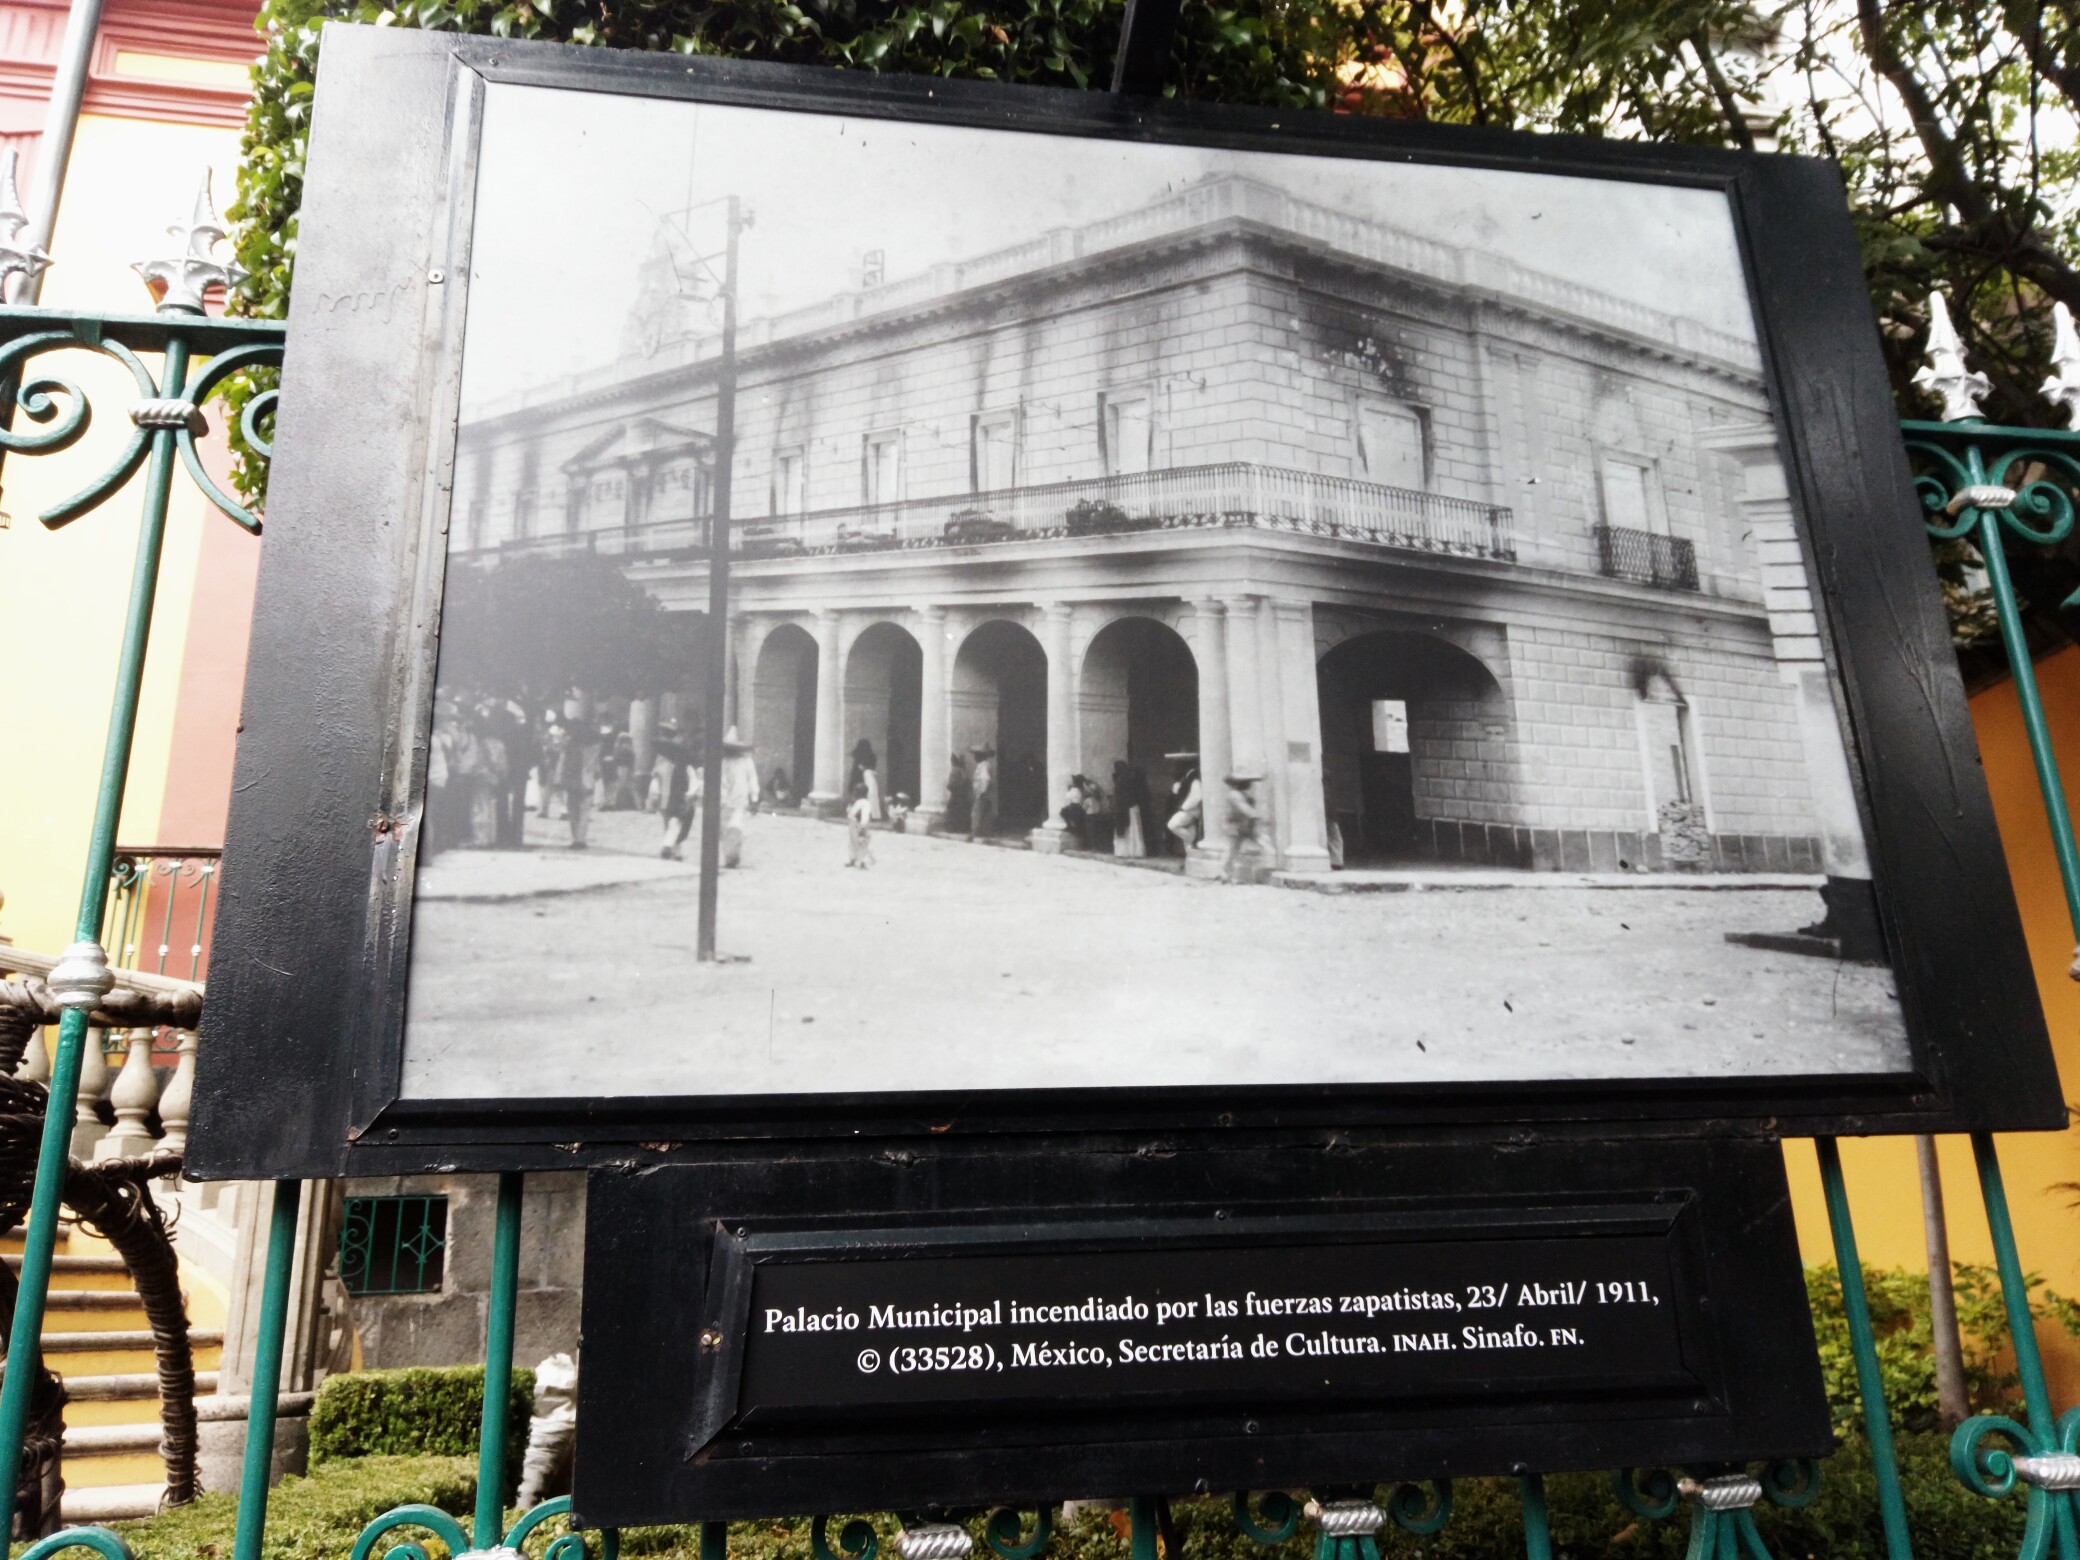 Palacio Municipal incendiado por las fuerzas zapatistas, 23/ Abril/ 1911,
© (33528), México, Secretaría de Cultura. INAH. Sinafo. FN.